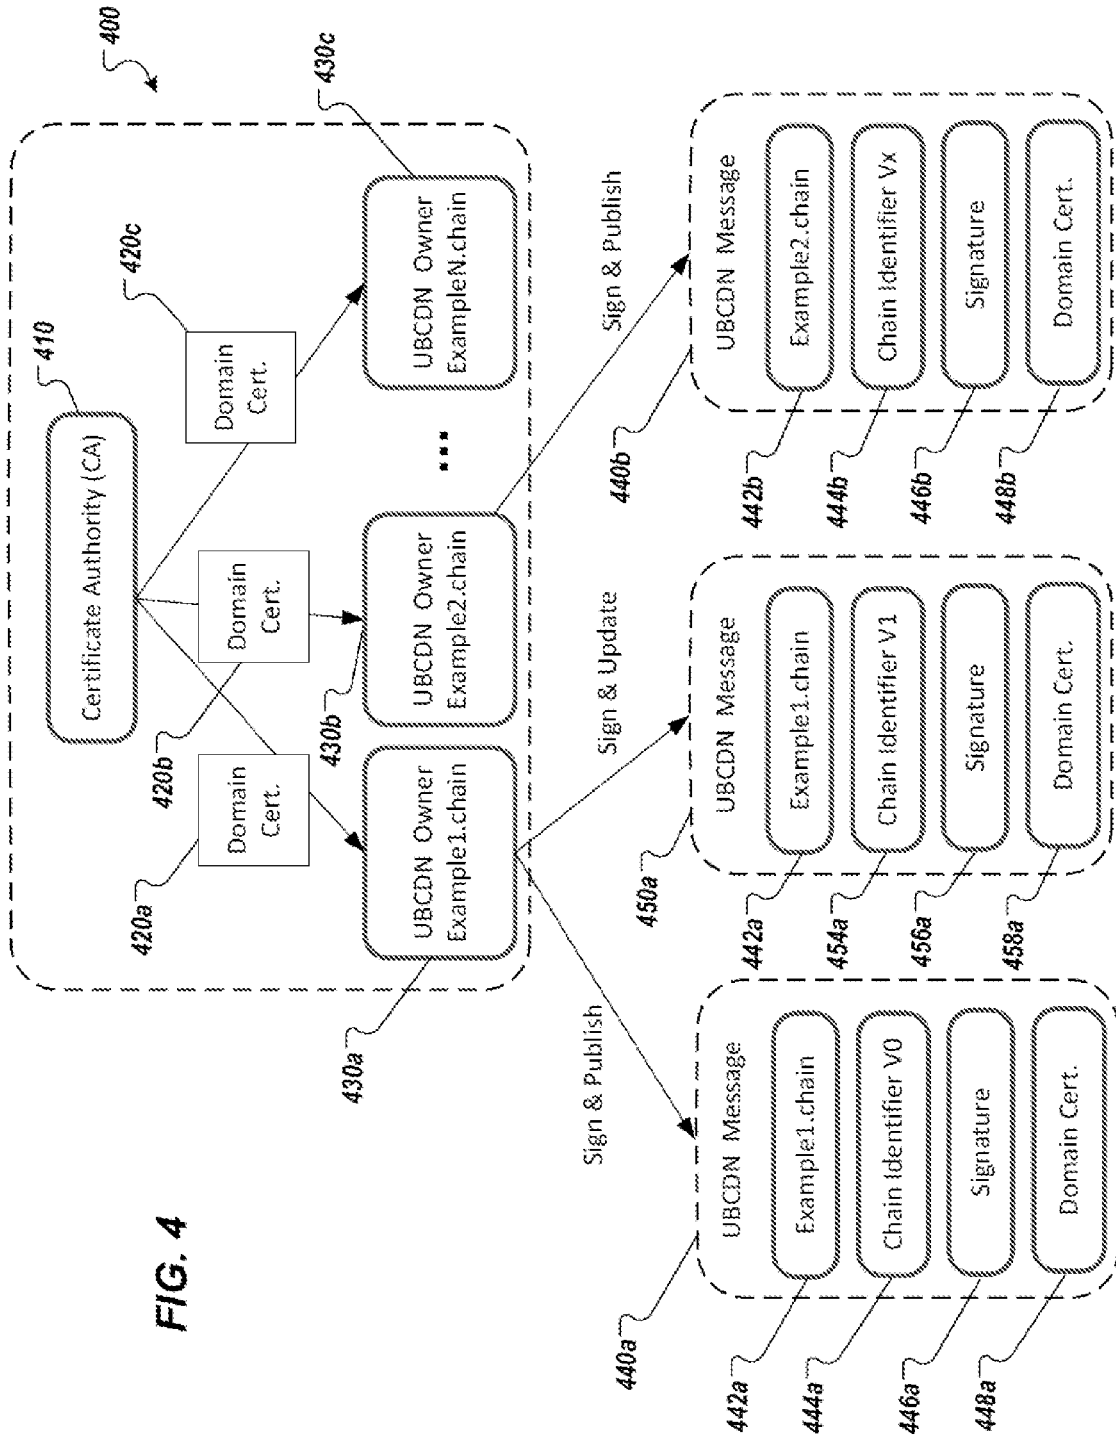 400
410
Certificate Authority (CA)
420a
Domain
Cert.
420b
Domain
Cert.
420c
Domain
Cert.
430a
UBCDN Owner
Example1.chain
430b
UBCDN Owner
Example2.chain
...
430c
UBCDN Owner
ExampleN.chain
Sign & Publish
Sign & Update
Sign & Publish
440a
UBCDN Message
442a
Example1.chain
444a
Chain Identifier V0
446a
Signature
448a
Domain Cert.
450a
UBCDN Message
442a
Example1.chain
454a
Chain Identifier V1
456a
Signature
458a
Domain Cert.
440b
UBCDN Message
442b
Example2.chain
444b
Chain Identifier Vx
446b
Signature
448b
Domain Cert.
FIG. 4